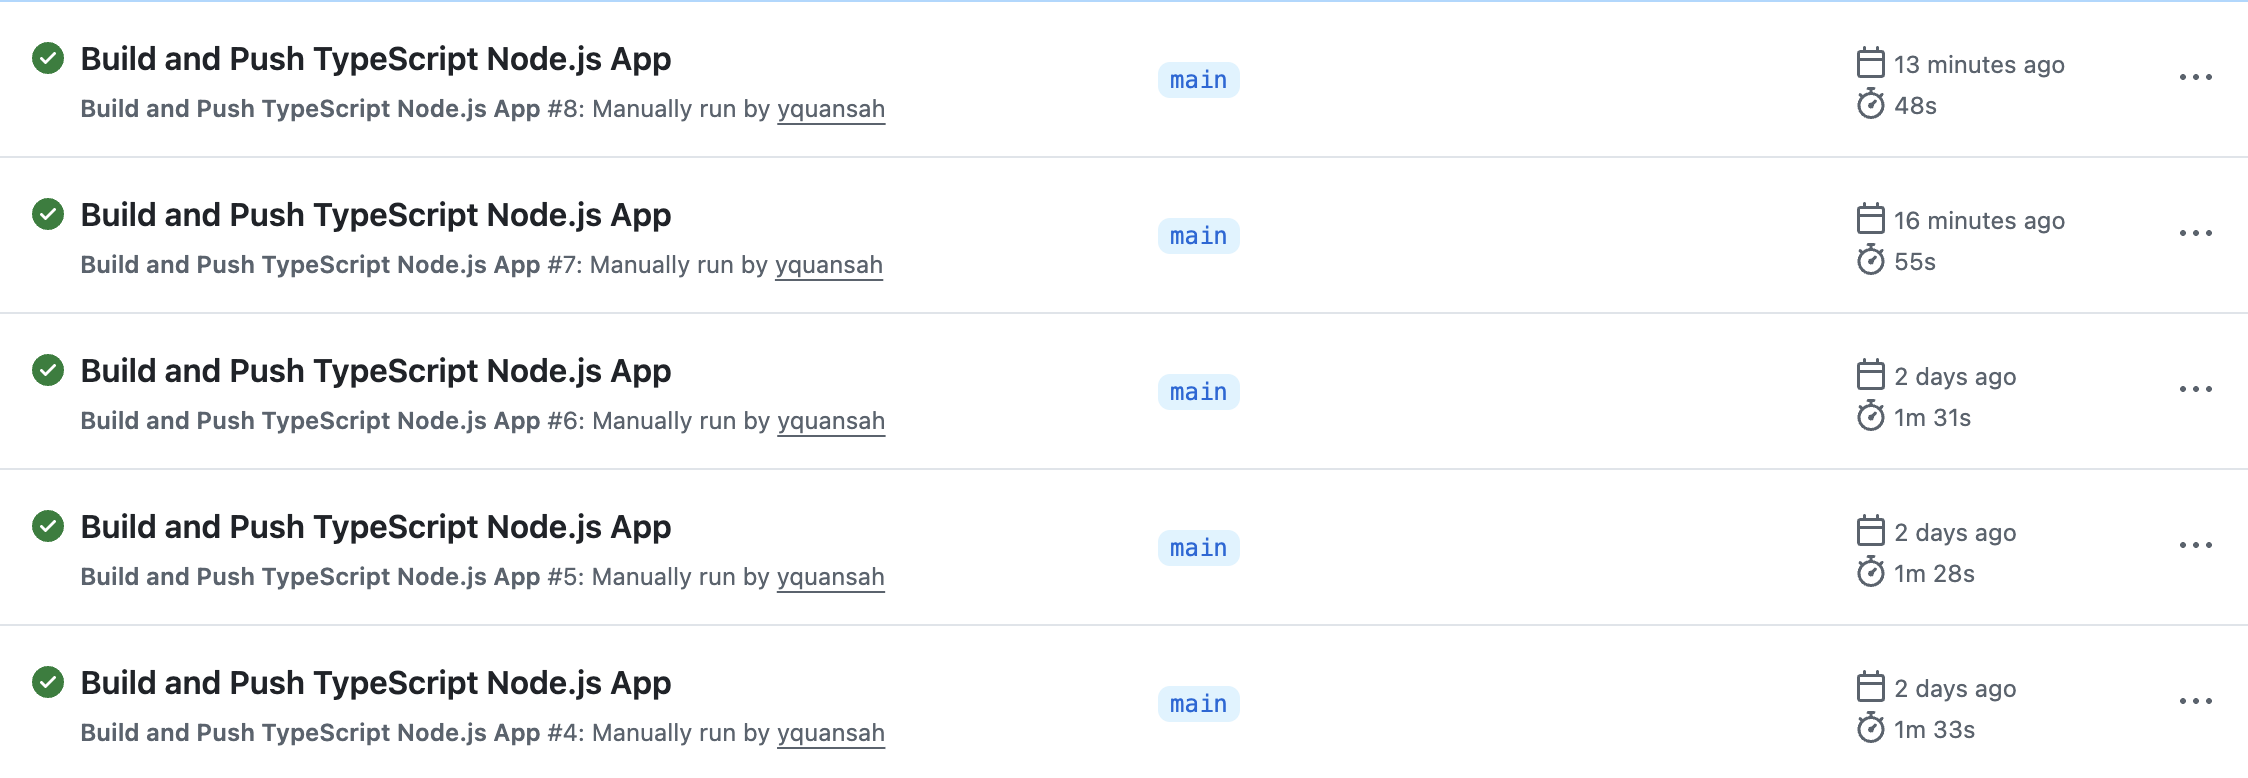 Build and Push TypeScript Node.js App
Build and Push TypeScript Node.js App #8: Manually run by yquansah
main
13 minutes ago
48s
Build and Push TypeScript Node.js App
Build and Push TypeScript Node.js App #7: Manually run by yquansah
main
16 minutes ago
55s
Build and Push TypeScript Node.js App
Build and Push TypeScript Node.js App #6: Manually run by yquansah
main
2 days ago
1m 31s
Build and Push TypeScript Node.js App
Build and Push TypeScript Node.js App #5: Manually run by yquansah
main
2 days ago
1m 28s
Build and Push TypeScript Node.js App
Build and Push TypeScript Node.js App #4: Manually run by yquansah
main
2 days ago
1m 33s